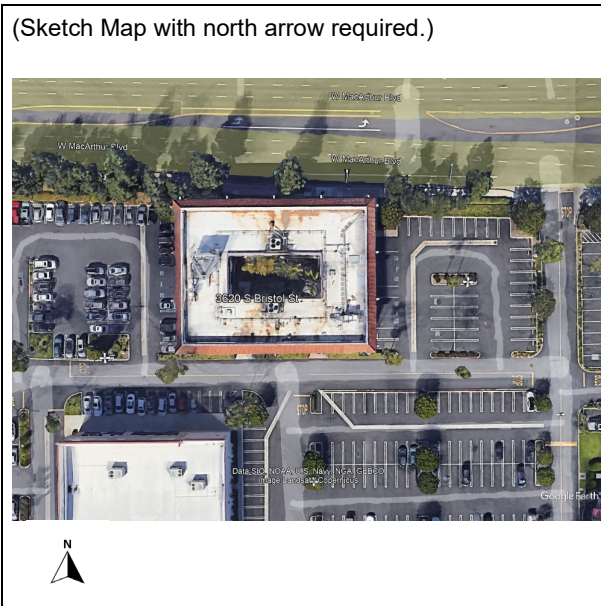 (Sketch Map with north arrow required.)
W MacArthur Blvd
W MacArthur Blvd
W MacArthur Blvd
STOP
3620 S Bristol St
STOP
STOP
Data SIO, NOAA, U.S. Navy, NGA, GEBCO
Image Landsat / Copernicus
Google Earth
N